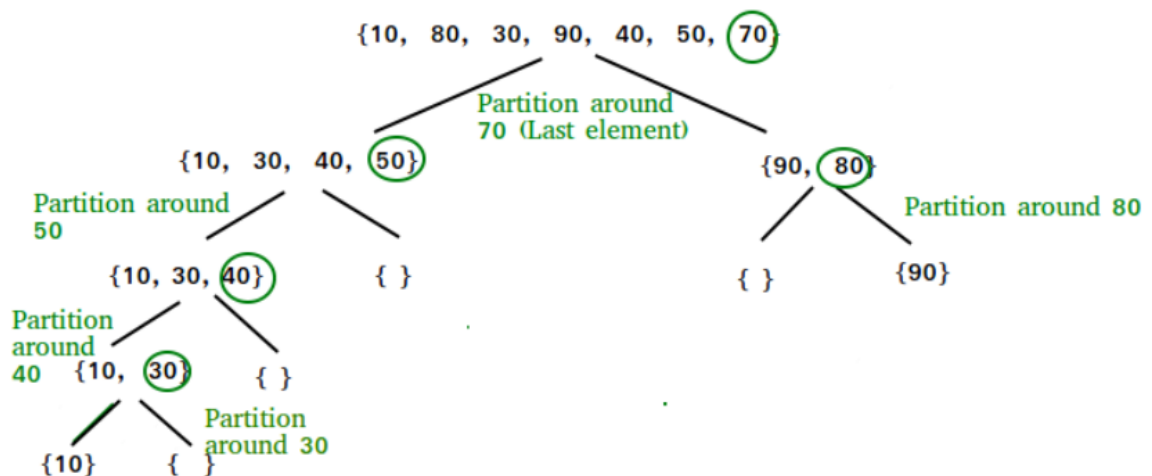 {10, 80, 30, 90, 40, 50, 70}
Partition around
70 (Last element)
{10, 30, 40, 50}
{90, 80}
Partition around
50
Partition around 80
{10, 30, 40}
{ }
{ }
{90}
Partition
around
40
{10, 30}
{ }
Partition
around 30
{10}
{ }